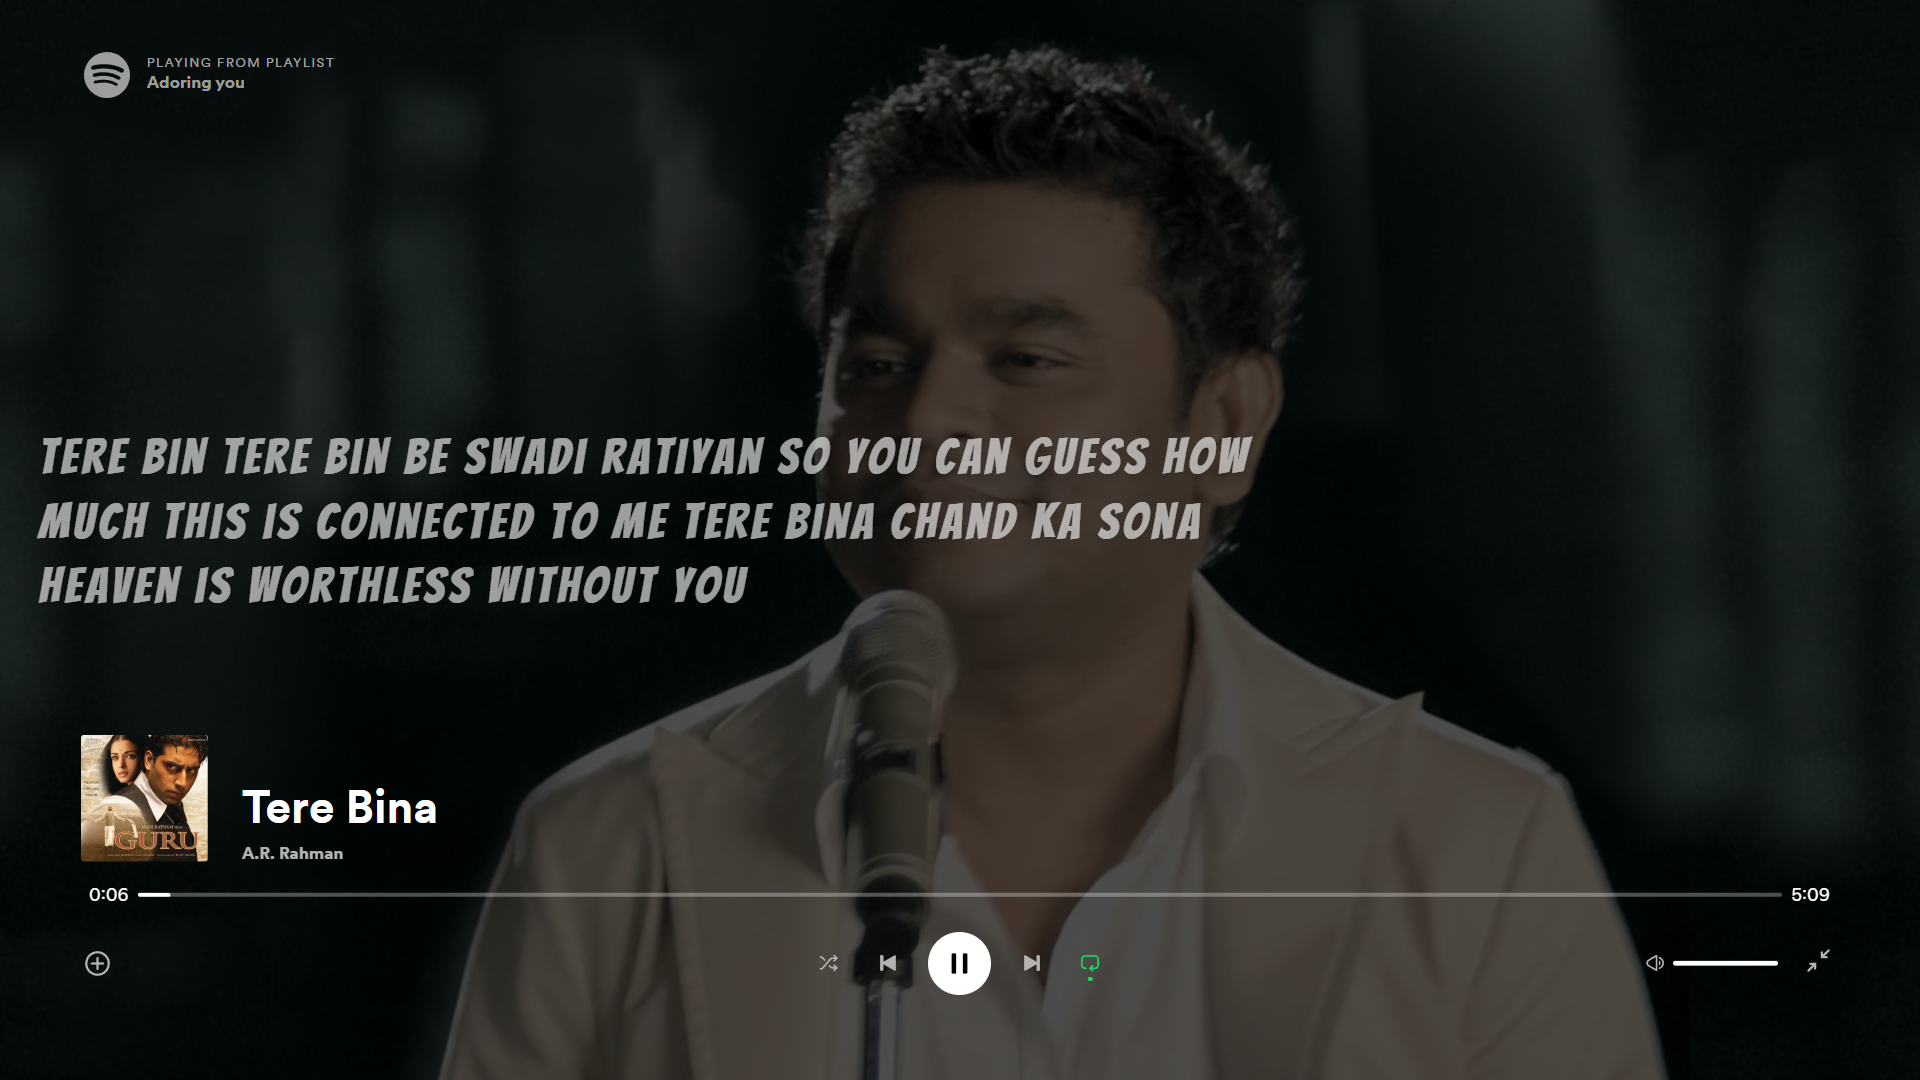 PLAYING FROM PLAYLIST
Adoring you
TERE BIN TERE BIN BE SWADI RATIYAN SO YOU CAN GUESS HOW
MUCH THIS IS CONNECTED TO ME TERE BINA CHAND KA SONA
HEAVEN IS WORTHLESS WITHOUT YOU
GURU
Tere Bina
A.R. Rahman
0:06
5:09